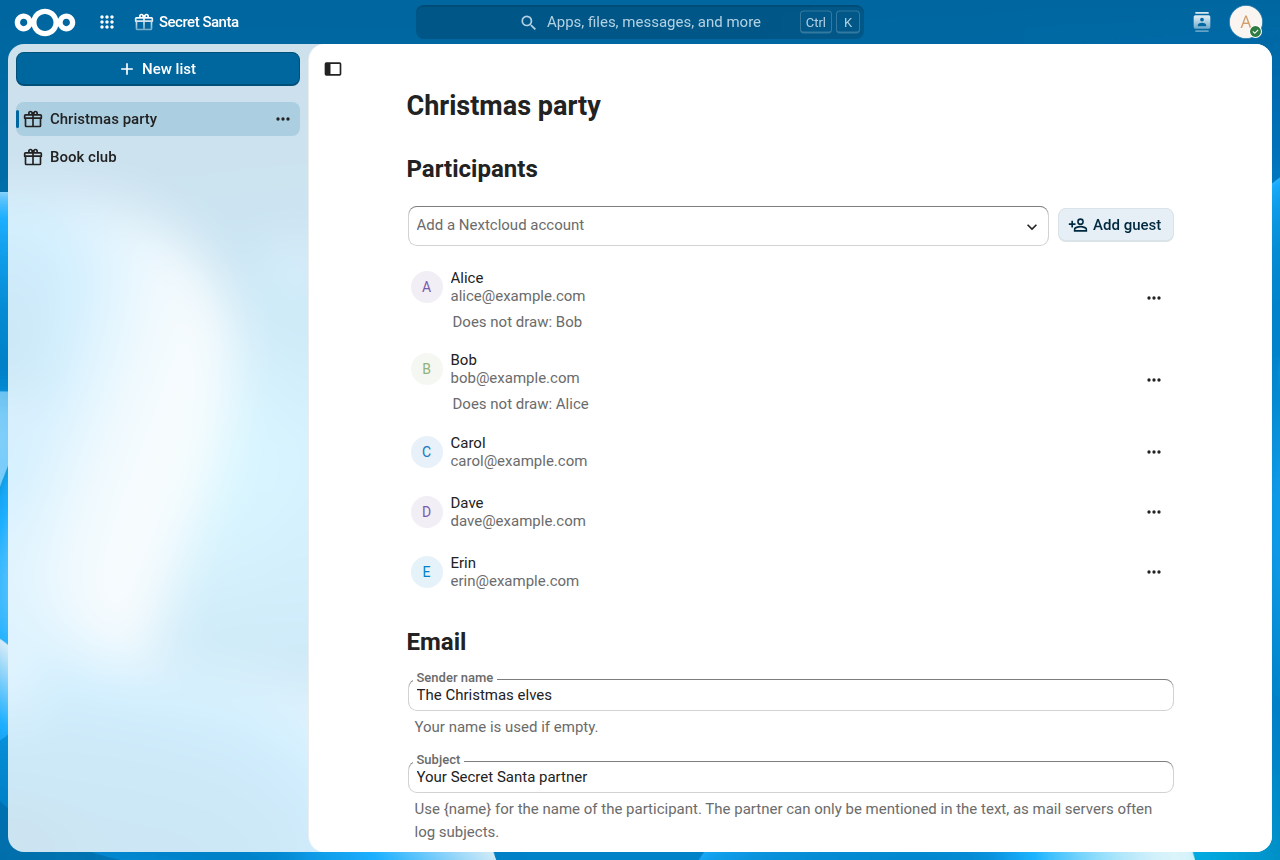 Secret Santa
Apps, files, messages, and more
Ctrl K
A
New list
Christmas party
Book club
Christmas party
Participants
Add a Nextcloud account
Add guest
A
Alice
alice@example.com
Does not draw: Bob
B
Bob
bob@example.com
Does not draw: Alice
C
Carol
carol@example.com
D
Dave
dave@example.com
E
Erin
erin@example.com
Email
Sender name
The Christmas elves
Your name is used if empty.
Subject
Your Secret Santa partner
Use {name} for the name of the participant. The partner can only be mentioned in the text, as mail servers often
log subjects.